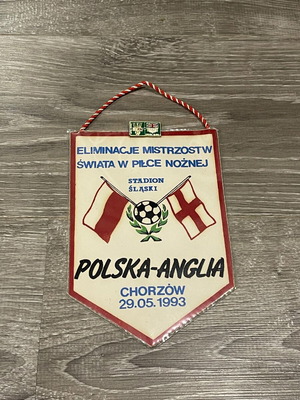 ELIMINACJE MISTRZOSTW
ŚWIATA W PIŁCE NOŻNEJ
STADION
ŚLĄSKI
POLSKA-ANGLIA
CHORZÓW
29.05.1993